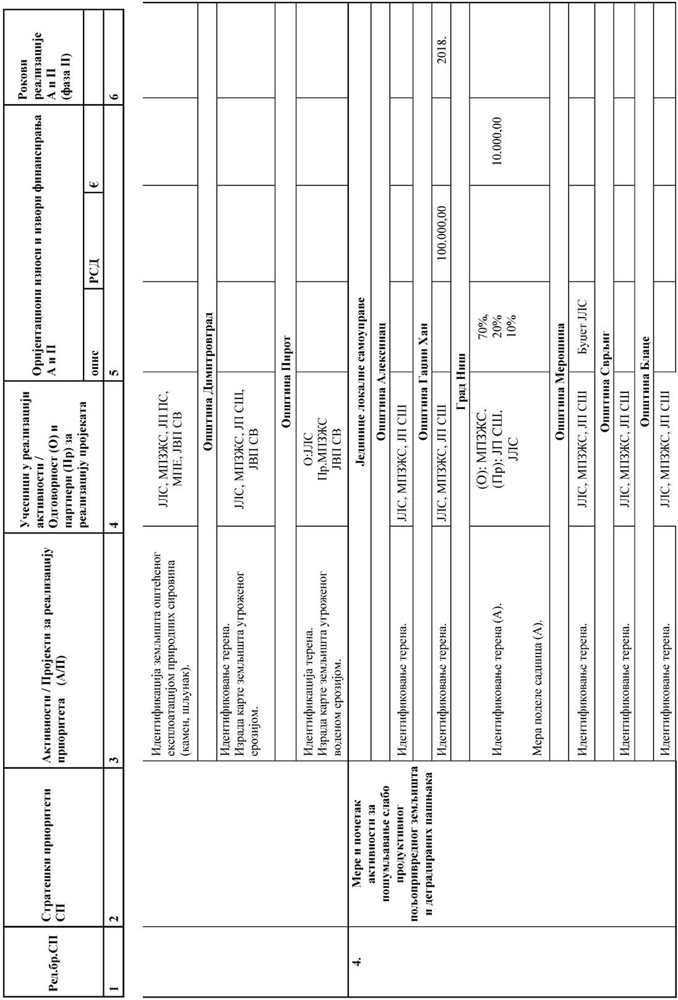 Ред.бр.СП
Стратешки приоритети
СП
Активности / Пројекти за реализацију
приоритета (А/П)
Учесници у реализацији
активности /
Одговорност (О) и
партнери (Пр) за
реализацију пројеката
Оријентациони износи и извори финансирања
А и П
Рокови
реализације
А и П
(фаза II)
опис
РСД
€
1
2
3
4
5
6
Идентификација земљишта оштећеног
експлоатацијом природних сировина
(камен, шљунак).
ЈЛС, МПЗЖС, ЈП ПС,
МПЕ, ЈВП СВ
Општина Димитровград
Идентификовање терена.
Израда карте земљишта угроженог
ерозијом.
ЈЛС, МПЗЖС, ЈП СШ,
ЈВП СВ
Општина Пирот
Идентификација терена.
Израда карте земљишта угроженог
воденом ерозијом.
О:ЈЛС
Пр.МПЗЖС
ЈВП СВ
4.
Мере и почетак
активности за
пошумљавање слабо
продуктивног
пољопривредног земљишта
и деградираних пашњака
Јединице локалне самоуправе
Општина Алексинац
Идентификовање терена.
ЈЛС, МПЗЖС, ЈП СШ
Општина Гаџин Хан
Идентификовање терена.
ЈЛС, МПЗЖС, ЈП СШ
100.000,00
2018.
Град Ниш
Идентификовање терена (А).
Мера поделе садница (А).
(О): МПЗЖС.
(Пр): ЈП СШ.
ЈЛС
70%,
20%
10%
10.000,00
Општина Мерошина
Идентификовање терена.
ЈЛС, МПЗЖС, ЈП СШ
Буџет ЈЛС
Општина Сврљиг
Идентификовање терена.
ЈЛС, МПЗЖС, ЈП СШ
Општина Блаце
Идентификовање терена.
ЈЛС, МПЗЖС, ЈП СШ